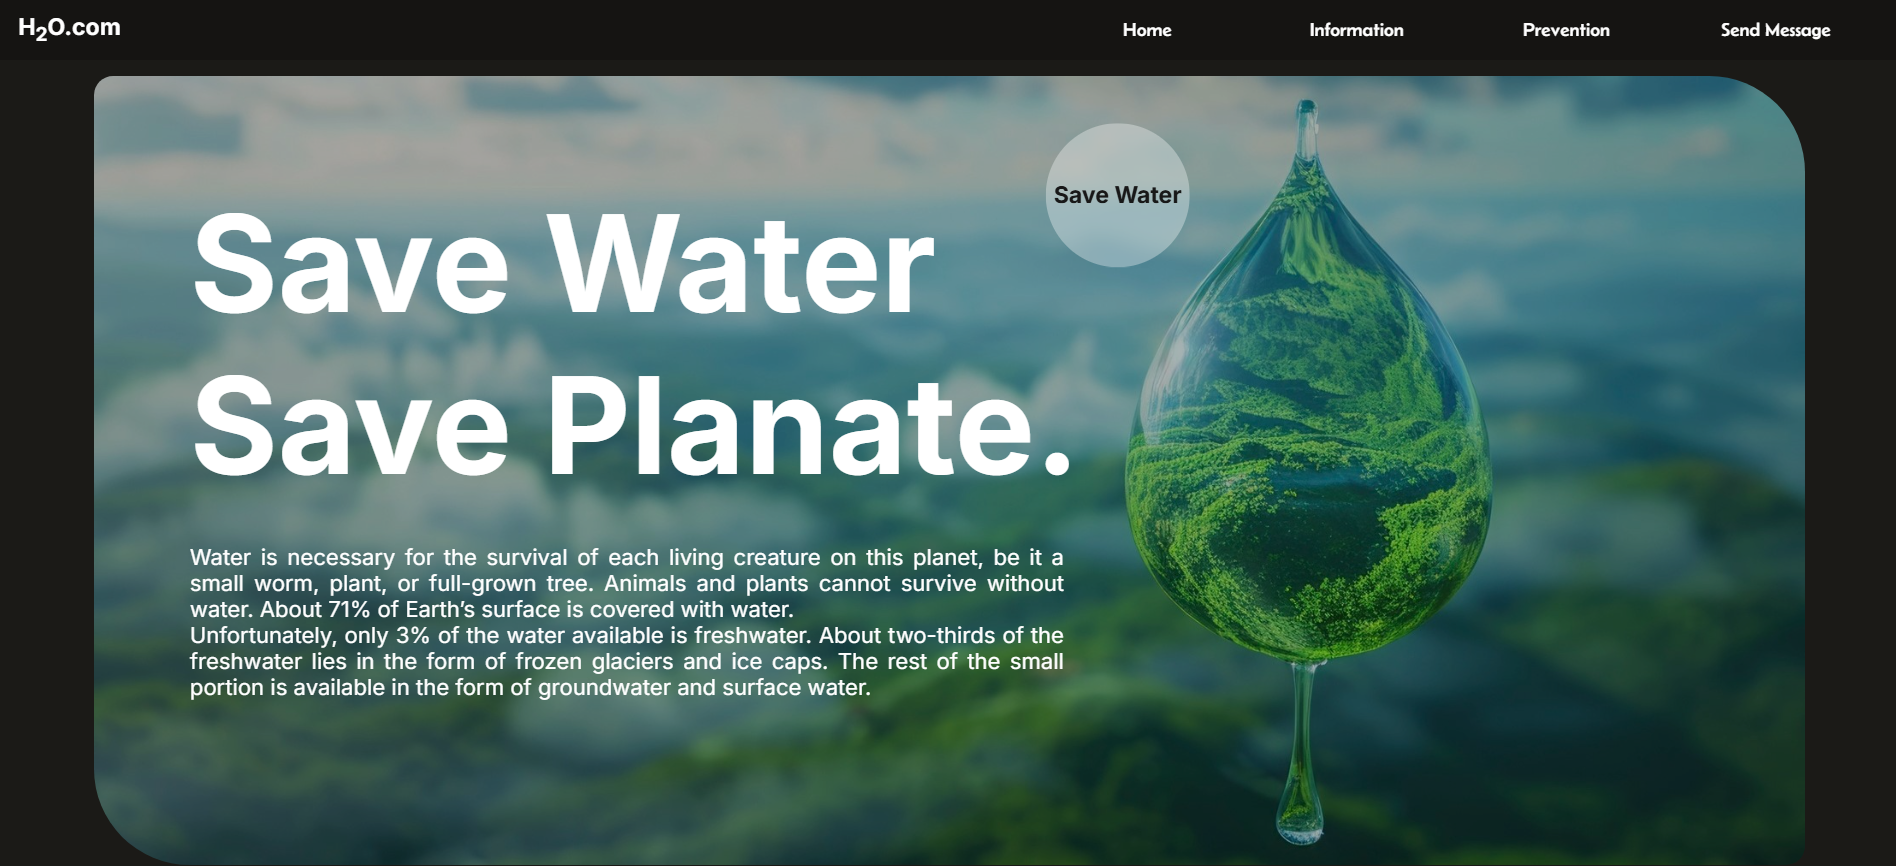 H₂O.com
Home
Information
Prevention
Send Message
Save Water
Save Water
Save Planate.
Water is necessary for the survival of each living creature on this planet, be it a
small worm, plant, or full-grown tree. Animals and plants cannot survive without
water. About 71% of Earth’s surface is covered with water.
Unfortunately, only 3% of the water available is freshwater. About two-thirds of the
freshwater lies in the form of frozen glaciers and ice caps. The rest of the small
portion is available in the form of groundwater and surface water.